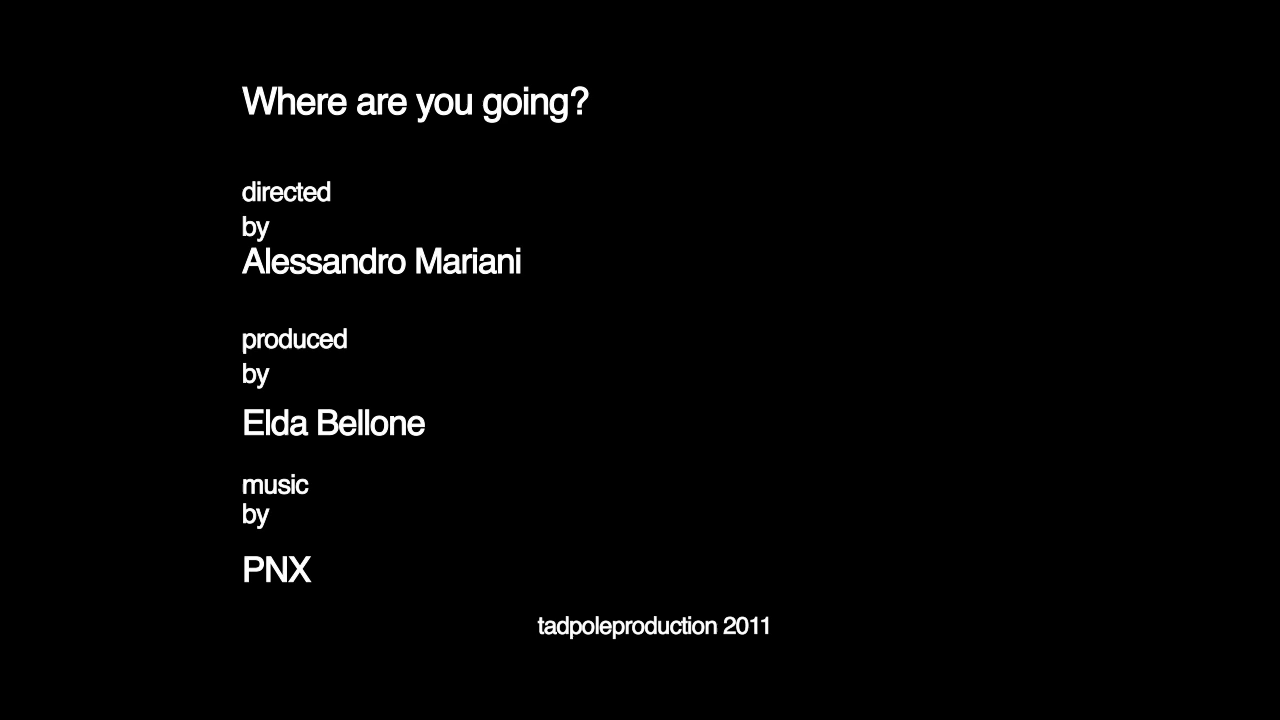 Where are you going?
directed
by
Alessandro Mariani
produced
by
Elda Bellone
music
by
PNX
tadpoleproduction 2011